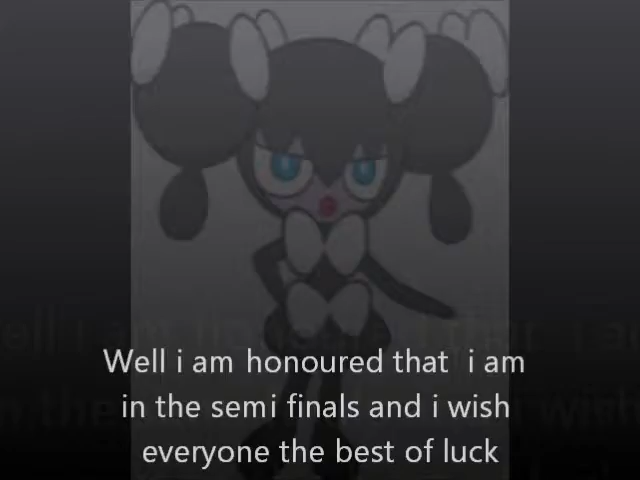 Well i am honoured that  i am
in the semi finals and i wish
everyone the best of luck